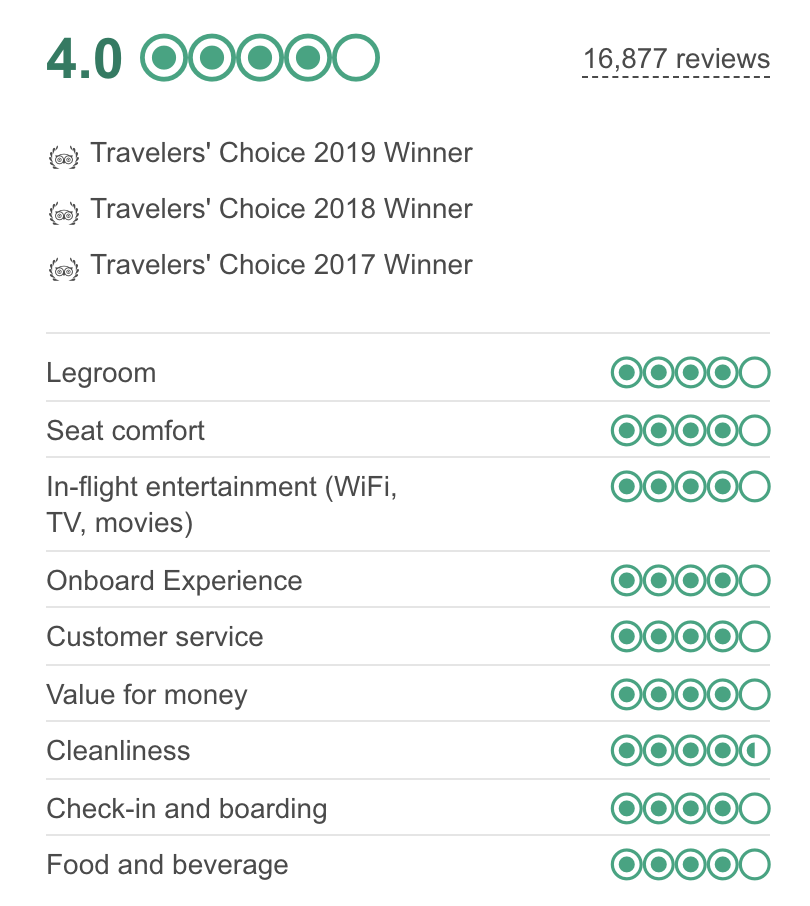 4.0
16,877 reviews
Travelers' Choice 2019 Winner
Travelers' Choice 2018 Winner
Travelers' Choice 2017 Winner
Legroom
Seat comfort
In-flight entertainment (WiFi,
TV, movies)
Onboard Experience
Customer service
Value for money
Cleanliness
Check-in and boarding
Food and beverage